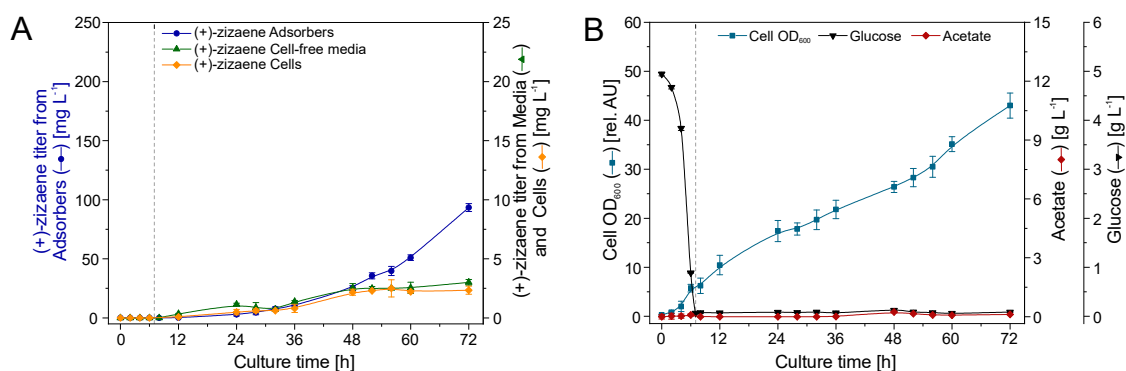 A
(+)-zizaene titer from
Adsorbers (—●—) [mg L⁻¹]
250
200
150
100
50
0
(+)-zizaene Adsorbers
(+)-zizaene Cell-free media
(+)-zizaene Cells
25
20
15
10
5
0
(+)-zizaene titer from Media (—▲—)
and Cells (—◆—) [mg L⁻¹]
0 12 24 36 48 60 72
Culture time [h]
B
Cell OD₆₀₀ (—■—) [rel. AU]
60
50
40
30
20
10
0
Cell OD₆₀₀ Glucose Acetate
15
12
9
6
3
0
Acetate (—◆—) [g L⁻¹]
6
5
4
3
2
1
0
Glucose (—▼—) [g L⁻¹]
0 12 24 36 48 60 72
Culture time [h]